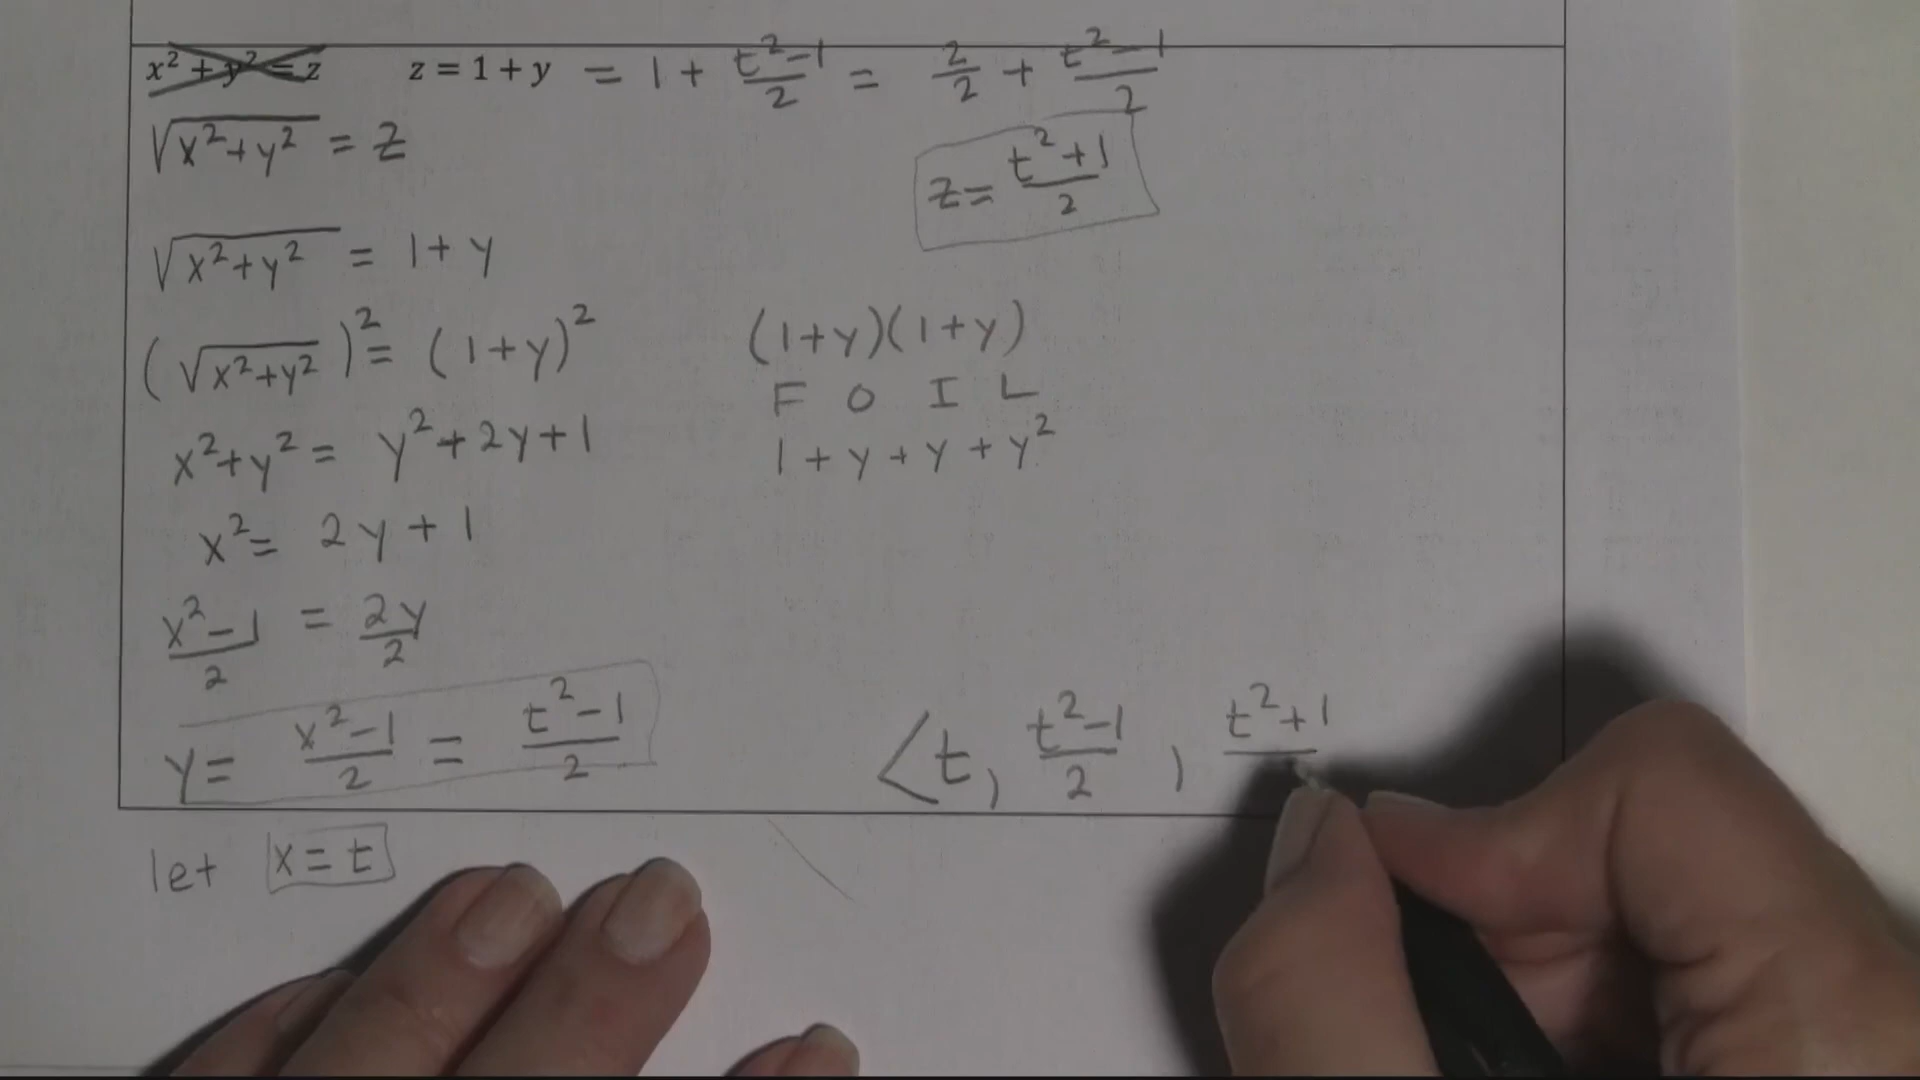 x² + y² = z z = 1 + y = 1 + t²-1/2 = 2/2 + t²-1/2
√x²+y² = z
z = t²+1/2
√x²+y² = 1+y
(√x²+y²)² = (1+y)²
(1+y)(1+y)
F O I L
x²+y² = y²+2y+1
1+y+y+y²
x² = 2y+1
x²-1/2 = 2y/2
y = x²-1/2 = t²-1/2
<t, t²-1/2, t²+1
let x = t